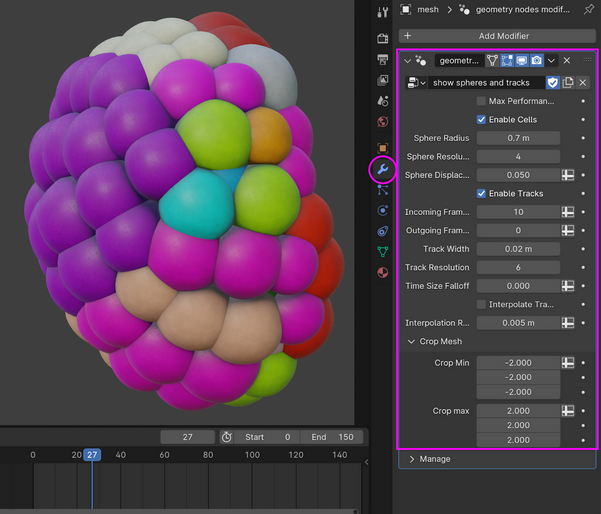 mesh > geometry nodes modif...
+ Add Modifier
geometr...
show spheres and tracks
Max Performan...
Enable Cells
Sphere Radius 0.7 m
Sphere Resolu... 4
Sphere Displac... 0.050
Enable Tracks
Incoming Fram... 10
Outgoing Fram... 0
Track Width 0.02 m
Track Resolution 6
Time Size Falloff 0.000
Interpolate Tra...
Interpolation R... 0.005 m
Crop Mesh
Crop Min -2.000
-2.000
-2.000
Crop max 2.000
2.000
2.000
Manage
27 Start 0 End 150
0 20 27 40 60 80 100 120 140